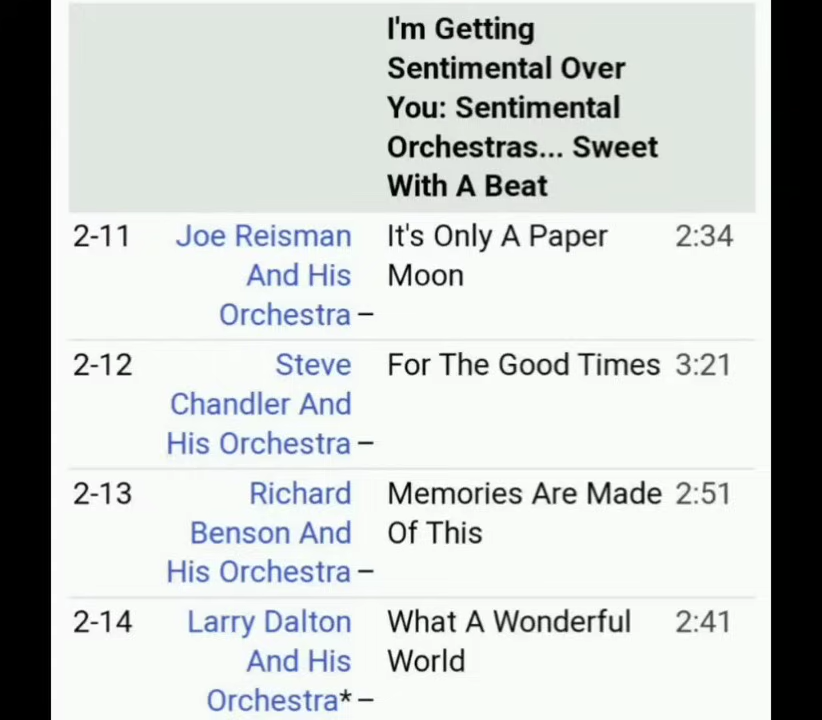 I'm Getting
Sentimental Over
You: Sentimental
Orchestras... Sweet
With A Beat
2-11 Joe Reisman It's Only A Paper 2:34
And His Moon
Orchestra –
2-12 Steve For The Good Times 3:21
Chandler And
His Orchestra –
2-13 Richard Memories Are Made 2:51
Benson And Of This
His Orchestra –
2-14 Larry Dalton What A Wonderful 2:41
And His World
Orchestra* –